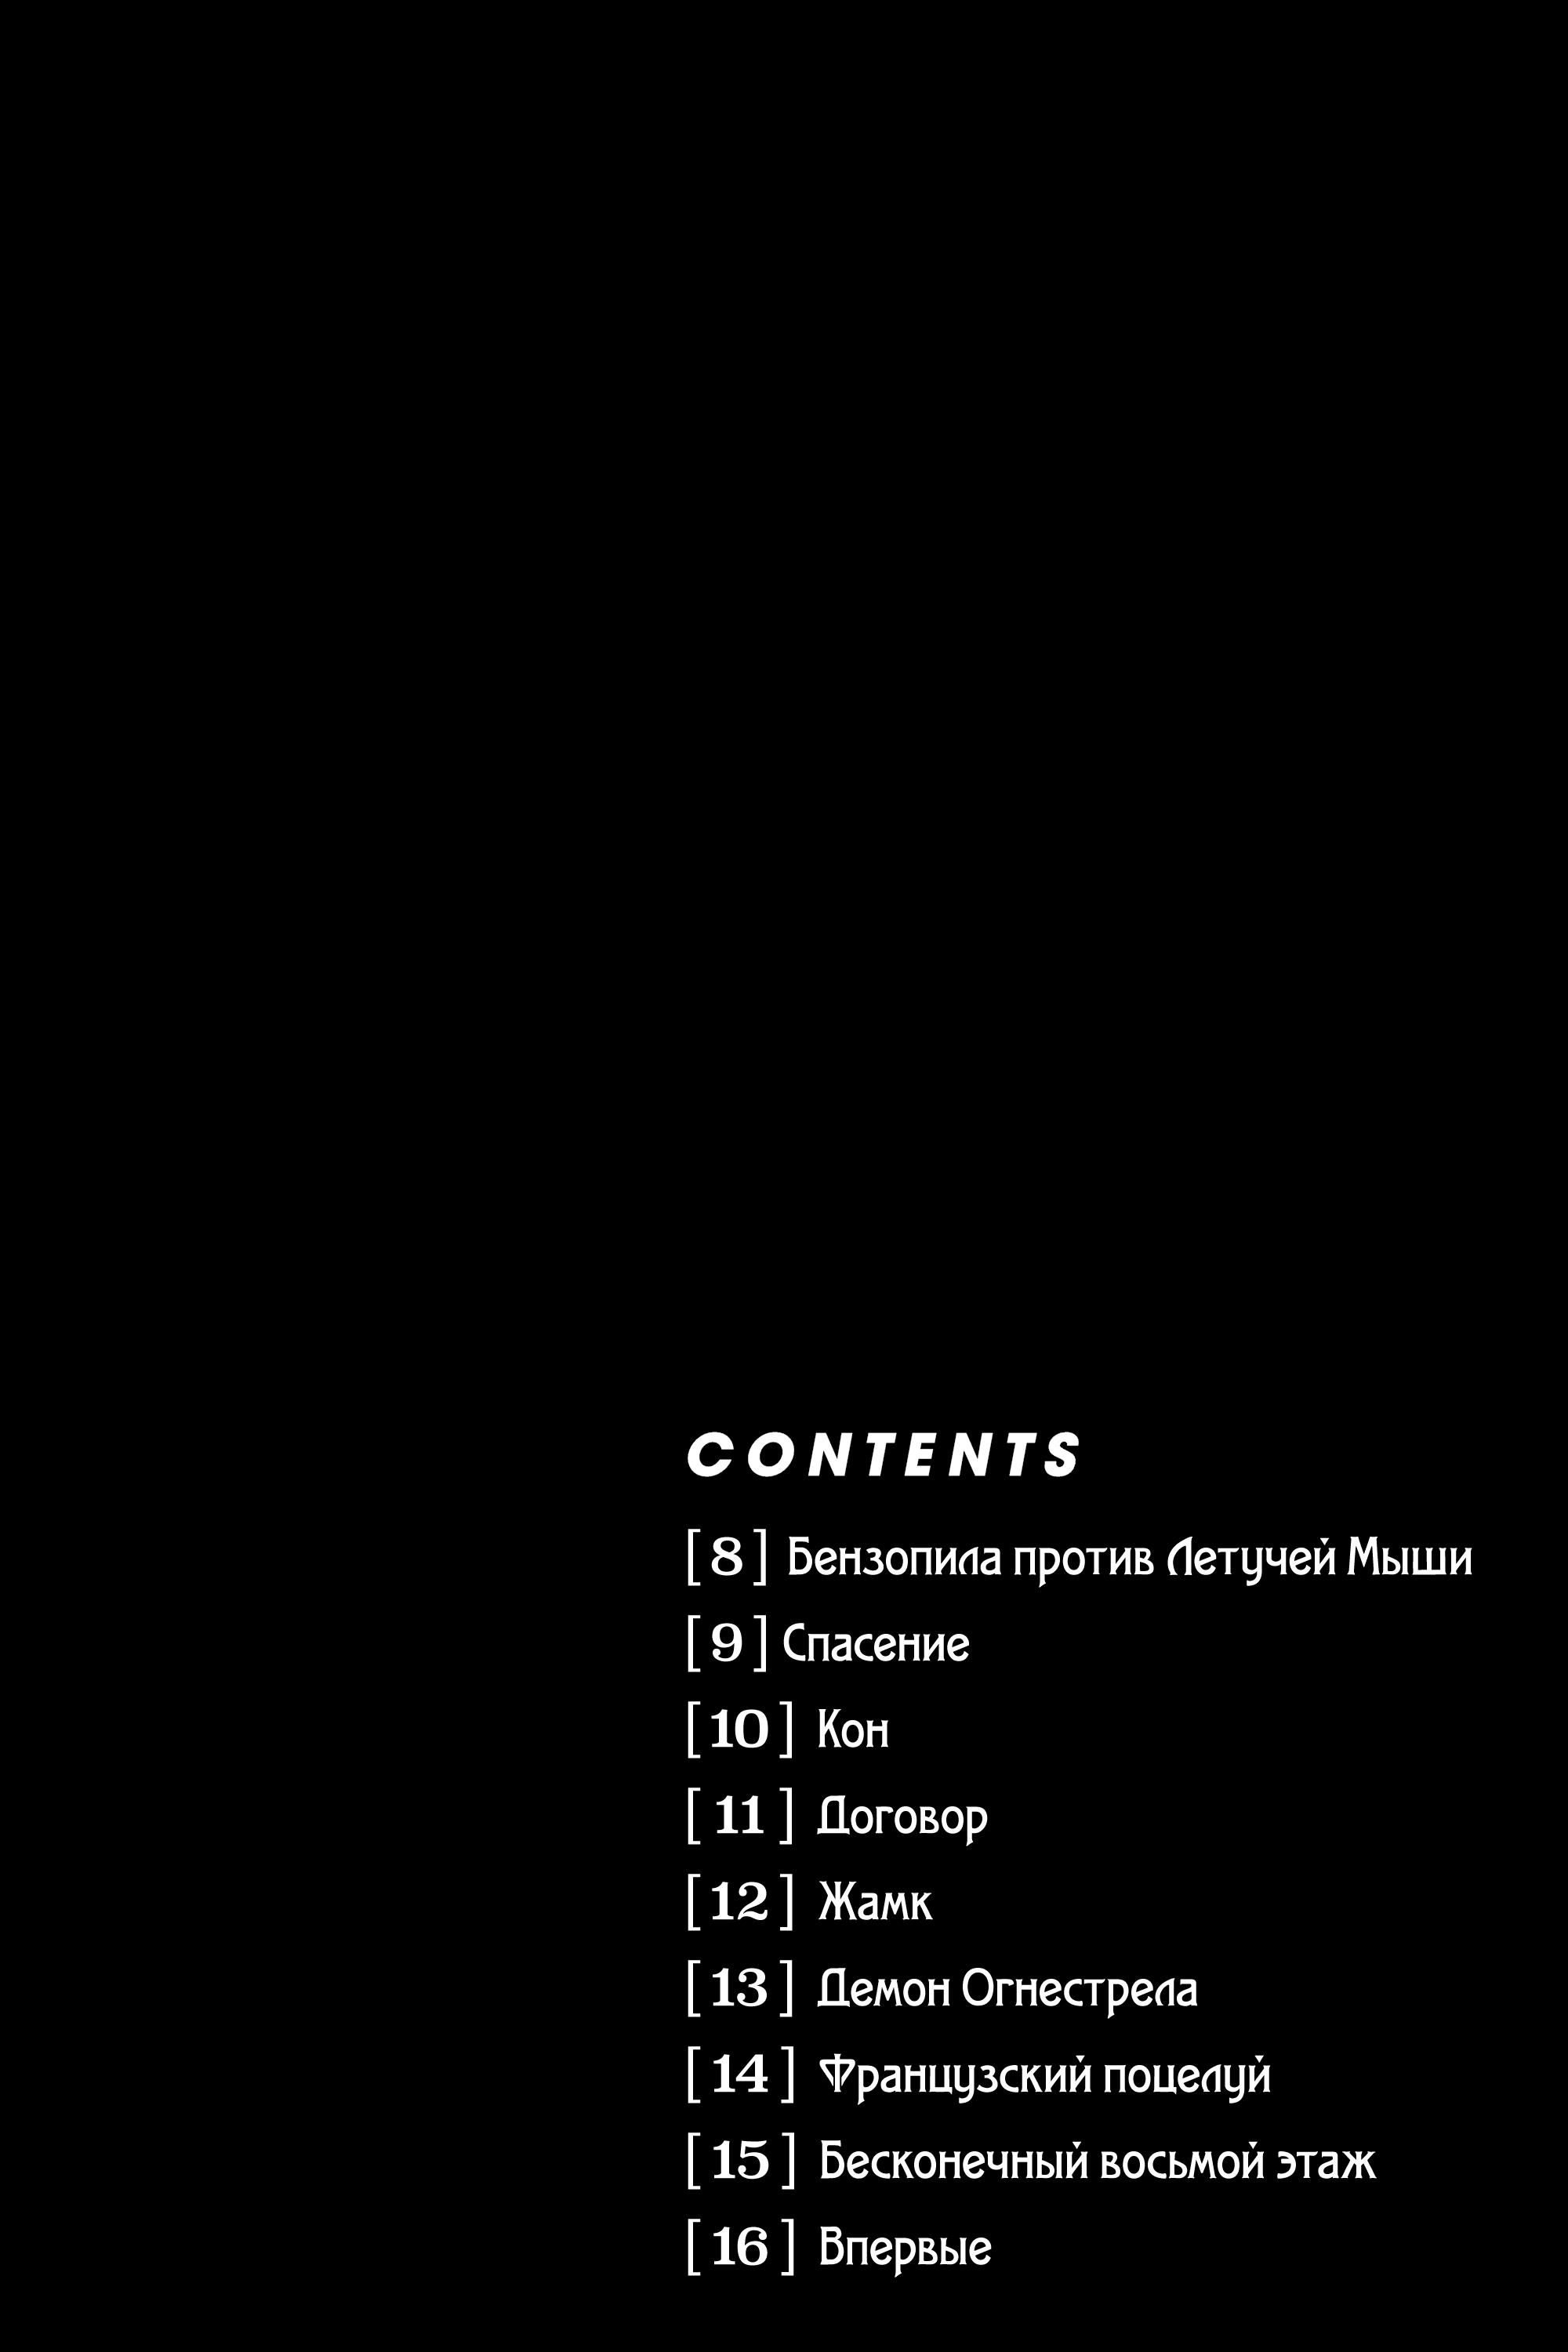 CONTENTS
[8] Бензопила против Летучей Мыши
[9] Спасение
[10] Кон
[11] Договор
[12] Жамк
[13] Демон Огнестрела
[14] Французский поцелуй
[15] Бесконечный восьмой этаж
[16] Впервые